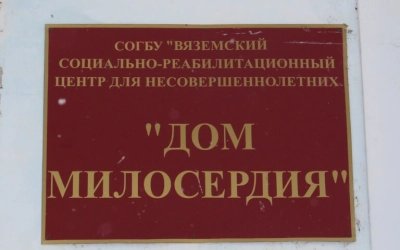 СОГБУ "ВЯЗЕМСКИЙ
СОЦИАЛЬНО-РЕАБИЛИТАЦИОННЫЙ
ЦЕНТР ДЛЯ НЕСОВЕРШЕННОЛЕТНИХ
"ДОМ
МИЛОСЕРДИЯ"